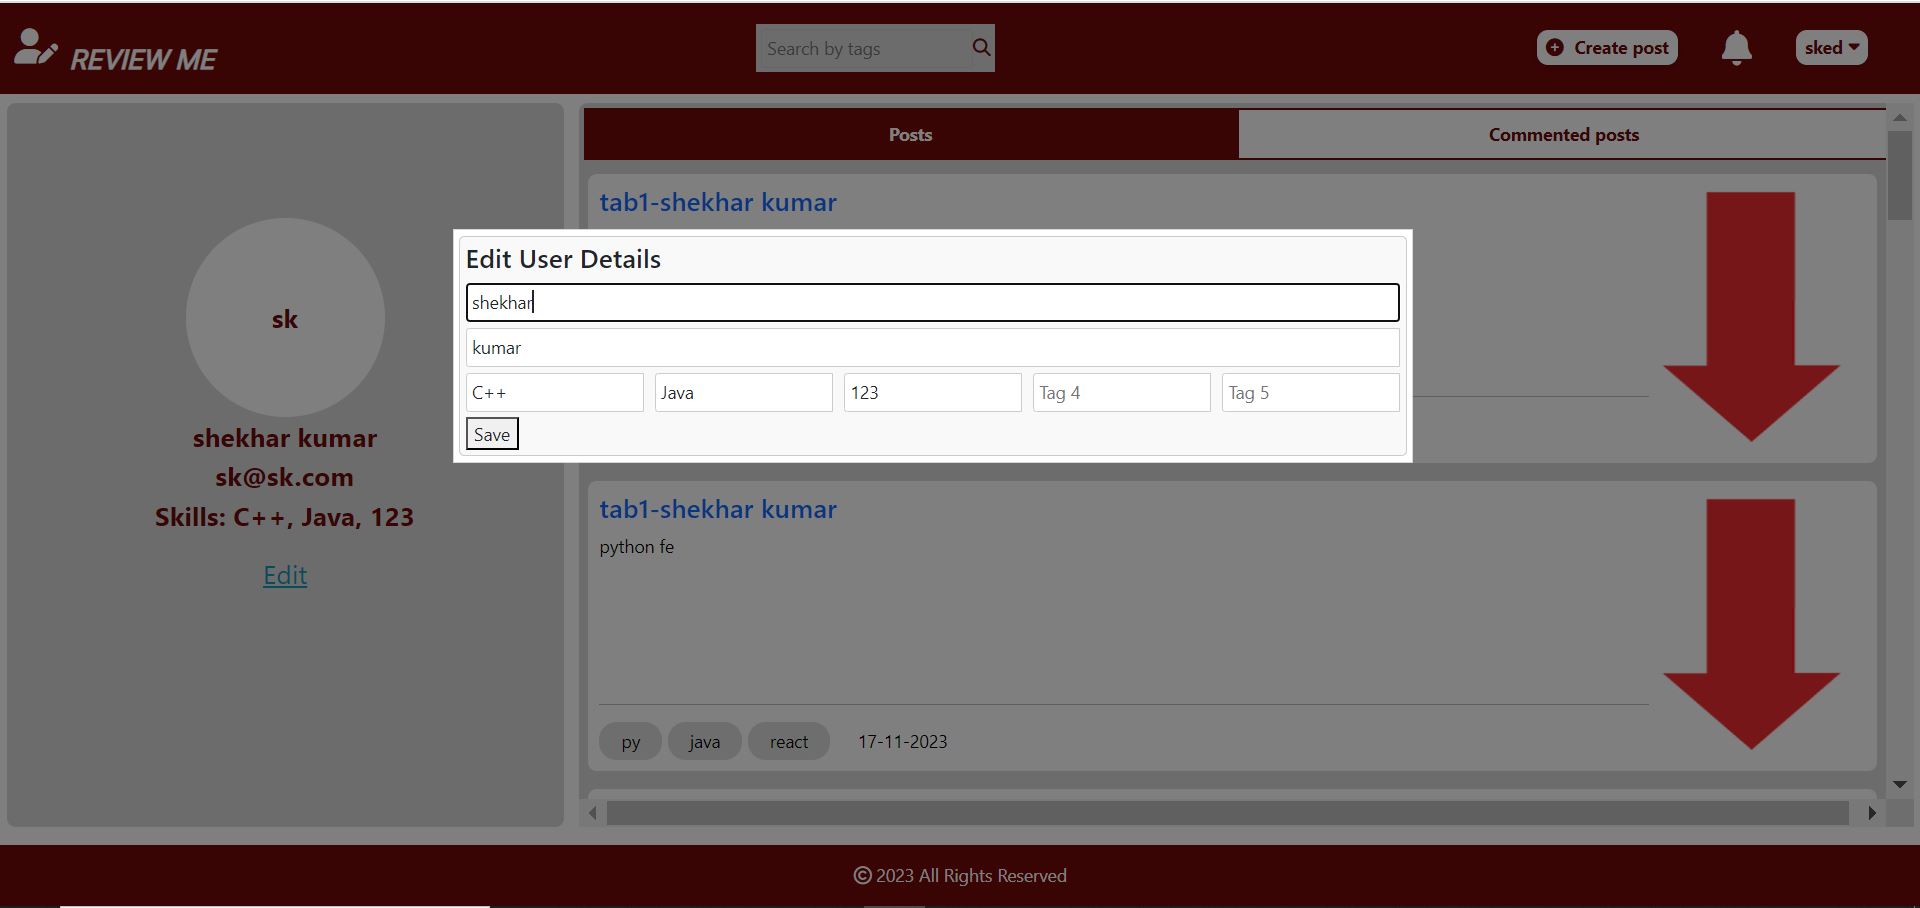 REVIEW ME
Search by tags
Create post
sked
sk
shekhar kumar
sk@sk.com
Skills: C++, Java, 123
Edit
Posts
Commented posts
tab1-shekhar kumar
Edit User Details
shekhar
kumar
C++ Java 123 Tag 4 Tag 5
Save
tab1-shekhar kumar
python fe
py java react 17-11-2023
© 2023 All Rights Reserved